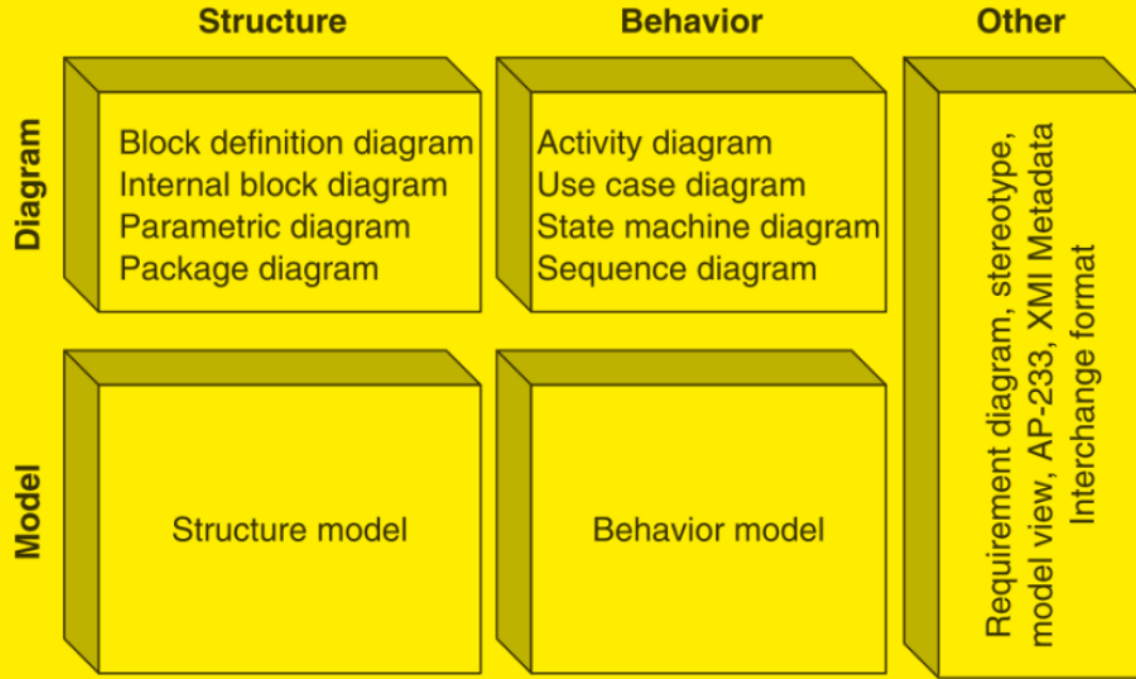 Structure
Behavior
Other
Diagram
Block definition diagram
Internal block diagram
Parametric diagram
Package diagram
Activity diagram
Use case diagram
State machine diagram
Sequence diagram
Requirement diagram, stereotype,
model view, AP-233, XMI Metadata
Interchange format
Model
Structure model
Behavior model